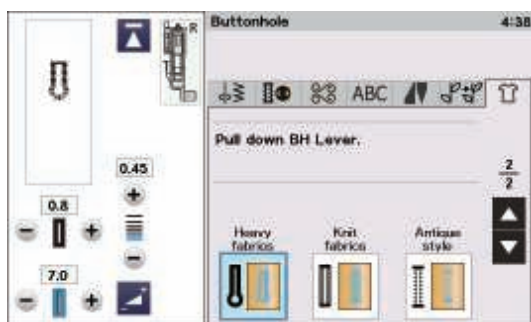 Buttonhole 4:38
R
ABC
Pull down BH Lever.
0.45
0.8
7.0
2
2
Heavy fabrics
Knit fabrics
Antique style